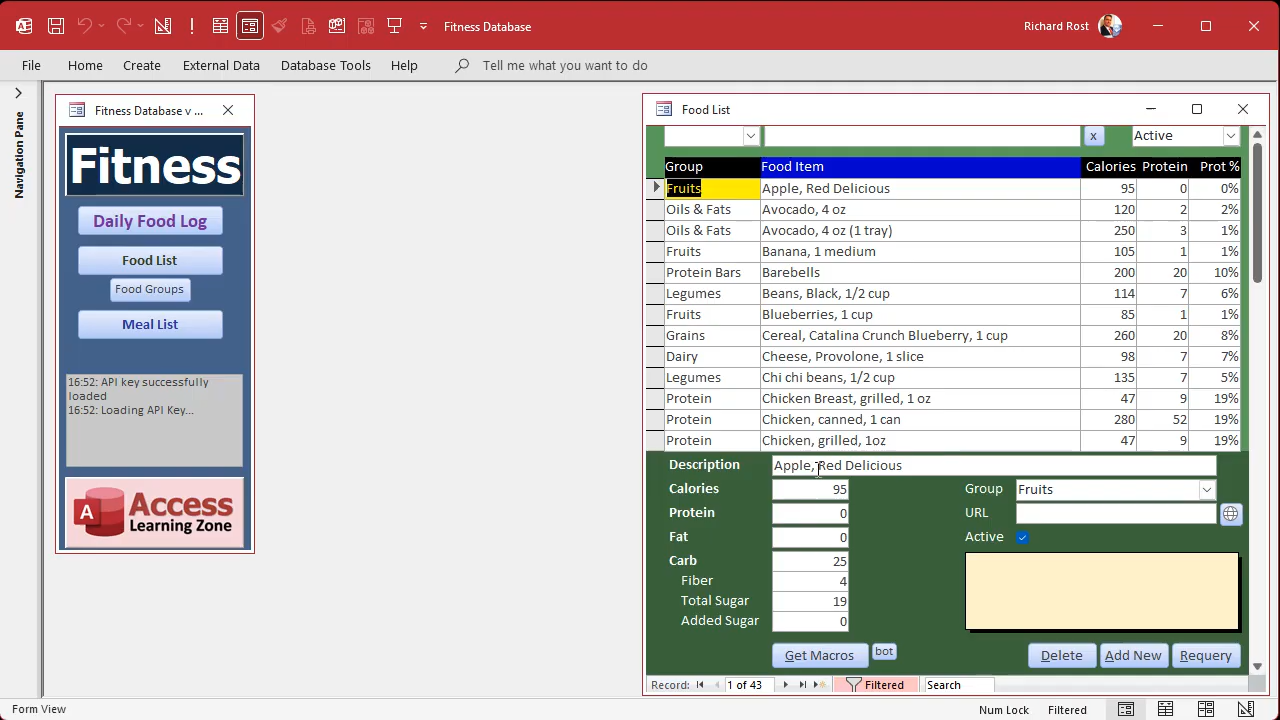 Fitness Database
Richard Rost
File Home Create External Data Database Tools Help Tell me what you want to do
Navigation Pane
Fitness Database v ...
Fitness
Daily Food Log
Food List
Food Groups
Meal List
16:52: API key successfully
loaded
16:52: Loading API Key...
Access
Learning Zone
Food List
x Active
Group Food Item Calories Protein Prot %
Fruits Apple, Red Delicious 95 0 0%
Oils & Fats Avocado, 4 oz 120 2 2%
Oils & Fats Avocado, 4 oz (1 tray) 250 3 1%
Fruits Banana, 1 medium 105 1 1%
Protein Bars Barebells 200 20 10%
Legumes Beans, Black, 1/2 cup 114 7 6%
Fruits Blueberries, 1 cup 85 1 1%
Grains Cereal, Catalina Crunch Blueberry, 1 cup 260 20 8%
Dairy Cheese, Provolone, 1 slice 98 7 7%
Legumes Chi chi beans, 1/2 cup 135 7 5%
Protein Chicken Breast, grilled, 1 oz 47 9 19%
Protein Chicken, canned, 1 can 280 52 19%
Protein Chicken, grilled, 1oz 47 9 19%
Description Apple, Red Delicious
Calories 95 Group Fruits
Protein 0 URL
Fat 0 Active
Carb 25
Fiber 4
Total Sugar 19
Added Sugar 0
Get Macros bot Delete Add New Requery
Record: 1 of 43 Filtered Search
Form View Num Lock Filtered